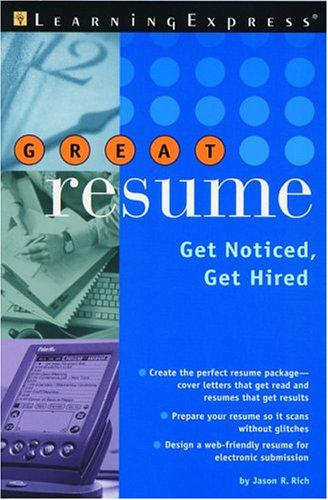 LEARNINGEXPRESS®
GREAT
resume
Get Noticed,
Get Hired
• Create the perfect resume package—
cover letters that get read and
resumes that get results
• Prepare your resume so it scans
without glitches
• Design a web-friendly resume for
electronic submission
by Jason R. Rich